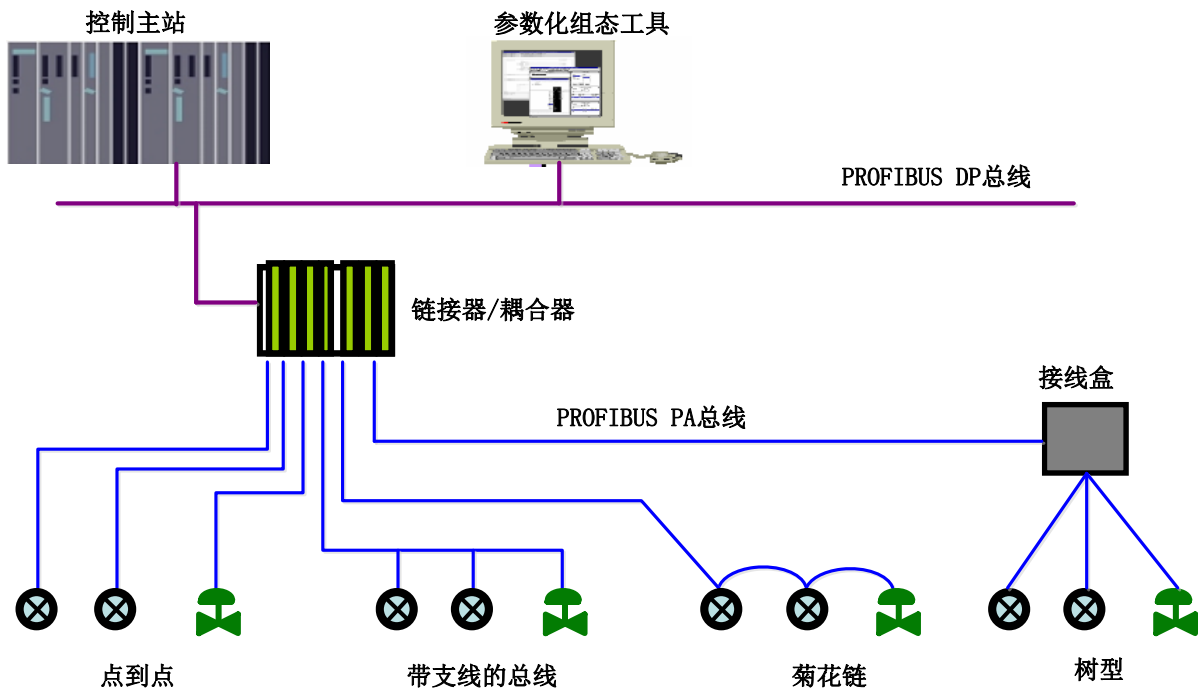 控制主站
参数化组态工具
PROFIBUS DP总线
链接器/耦合器
接线盒
PROFIBUS PA总线
点到点
带支线的总线
菊花链
树型